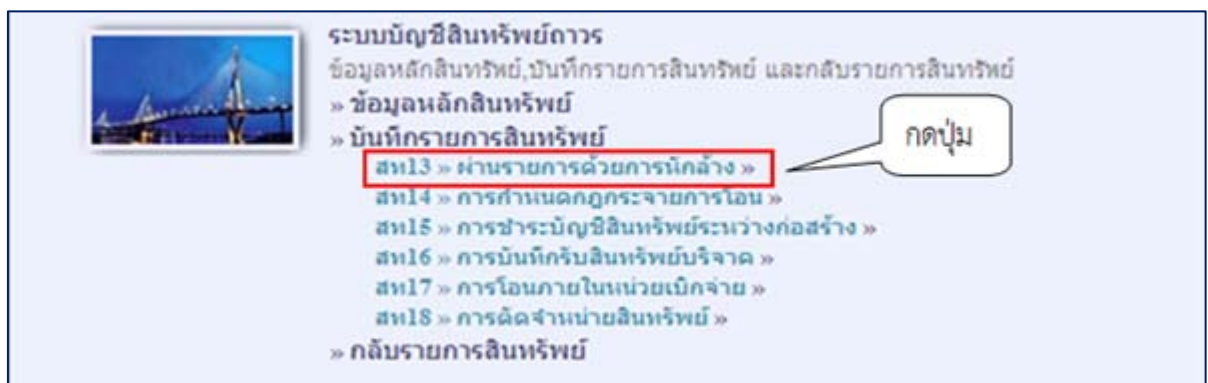 ระบบบัญชีสินทรัพย์ถาวร
ข้อมูลหลักสินทรัพย์,บันทึกรายการสินทรัพย์ และกลับรายการสินทรัพย์
» ข้อมูลหลักสินทรัพย์
» บันทึกรายการสินทรัพย์
กดปุ่ม
สท13 » ผ่านรายการด้วยการหักล้าง »
สท14 » การกำหนดกฎกระจายการโอน »
สท15 » การชำระบัญชีสินทรัพย์ระหว่างก่อสร้าง »
สท16 » การบันทึกรับสินทรัพย์บริจาค »
สท17 » การโอนภายในหน่วยเบิกจ่าย »
สท18 » การตัดจำหน่ายสินทรัพย์ »
» กลับรายการสินทรัพย์